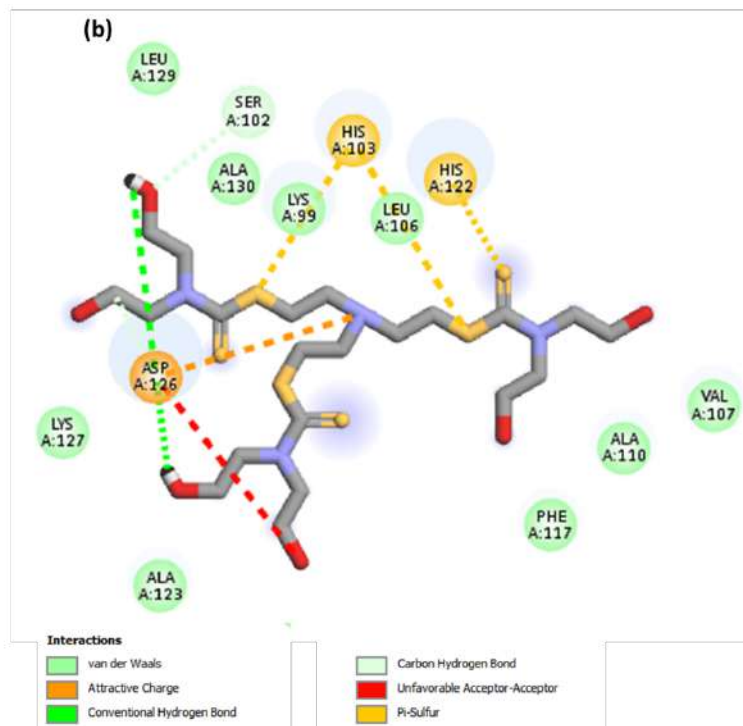 (b)
LEU
A:129
SER
A:102
HIS
A:103
HIS
A:122
ALA
A:130
LYS
A:99
LEU
A:106
ASP
A:126
LYS
A:127
VAL
A:107
ALA
A:110
PHE
A:117
ALA
A:123
Interactions
van der Waals
Attractive Charge
Conventional Hydrogen Bond
Carbon Hydrogen Bond
Unfavorable Acceptor-Acceptor
Pi-Sulfur